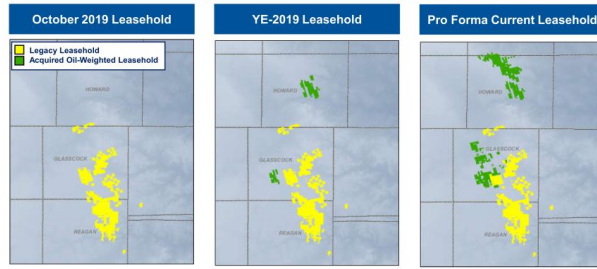 October 2019 Leasehold
Legacy Leasehold
Acquired Oil-Weighted Leasehold
HOWARD
GLASSCOCK
REAGAN
YE-2019 Leasehold
HOWARD
GLASSCOCK
REAGAN
Pro Forma Current Leasehold
HOWARD
GLASSCOCK
REAGAN